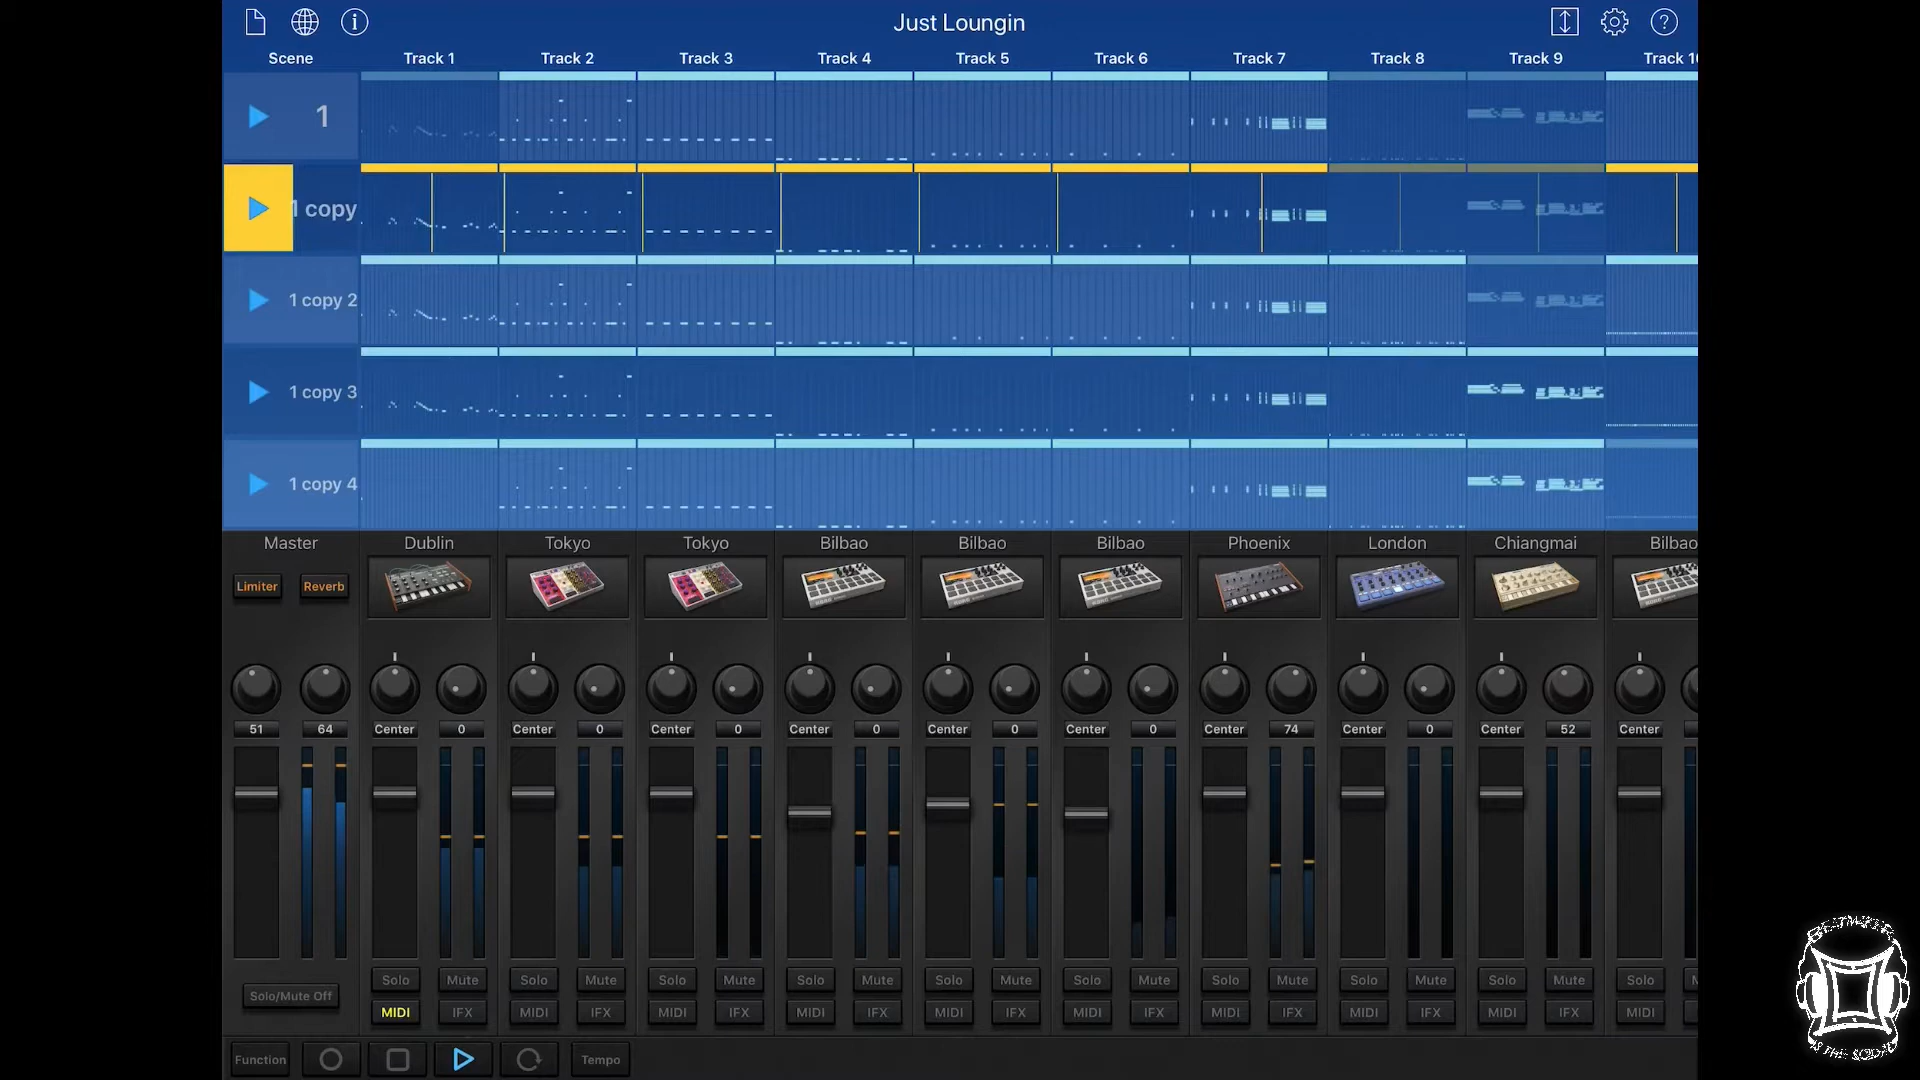 Just Loungin
Scene Track 1 Track 2 Track 3 Track 4 Track 5 Track 6 Track 7 Track 8 Track 9 Track 10
1
1 copy
1 copy 2
1 copy 3
1 copy 4
Master Dublin Tokyo Tokyo Bilbao Bilbao Bilbao Phoenix London Chiangmai Bilbao
Limiter Reverb
51 64 Center 0 Center 0 Center 0 Center 0 Center 0 Center 0 Center 74 Center 0 Center 52 Center
Solo Mute Solo Mute Solo Mute Solo Mute Solo Mute Solo Mute Solo Mute Solo Mute Solo Mute Solo
Solo/Mute Off
MIDI IFX MIDI IFX MIDI IFX MIDI IFX MIDI IFX MIDI IFX MIDI IFX MIDI IFX MIDI IFX MIDI
Function Tempo